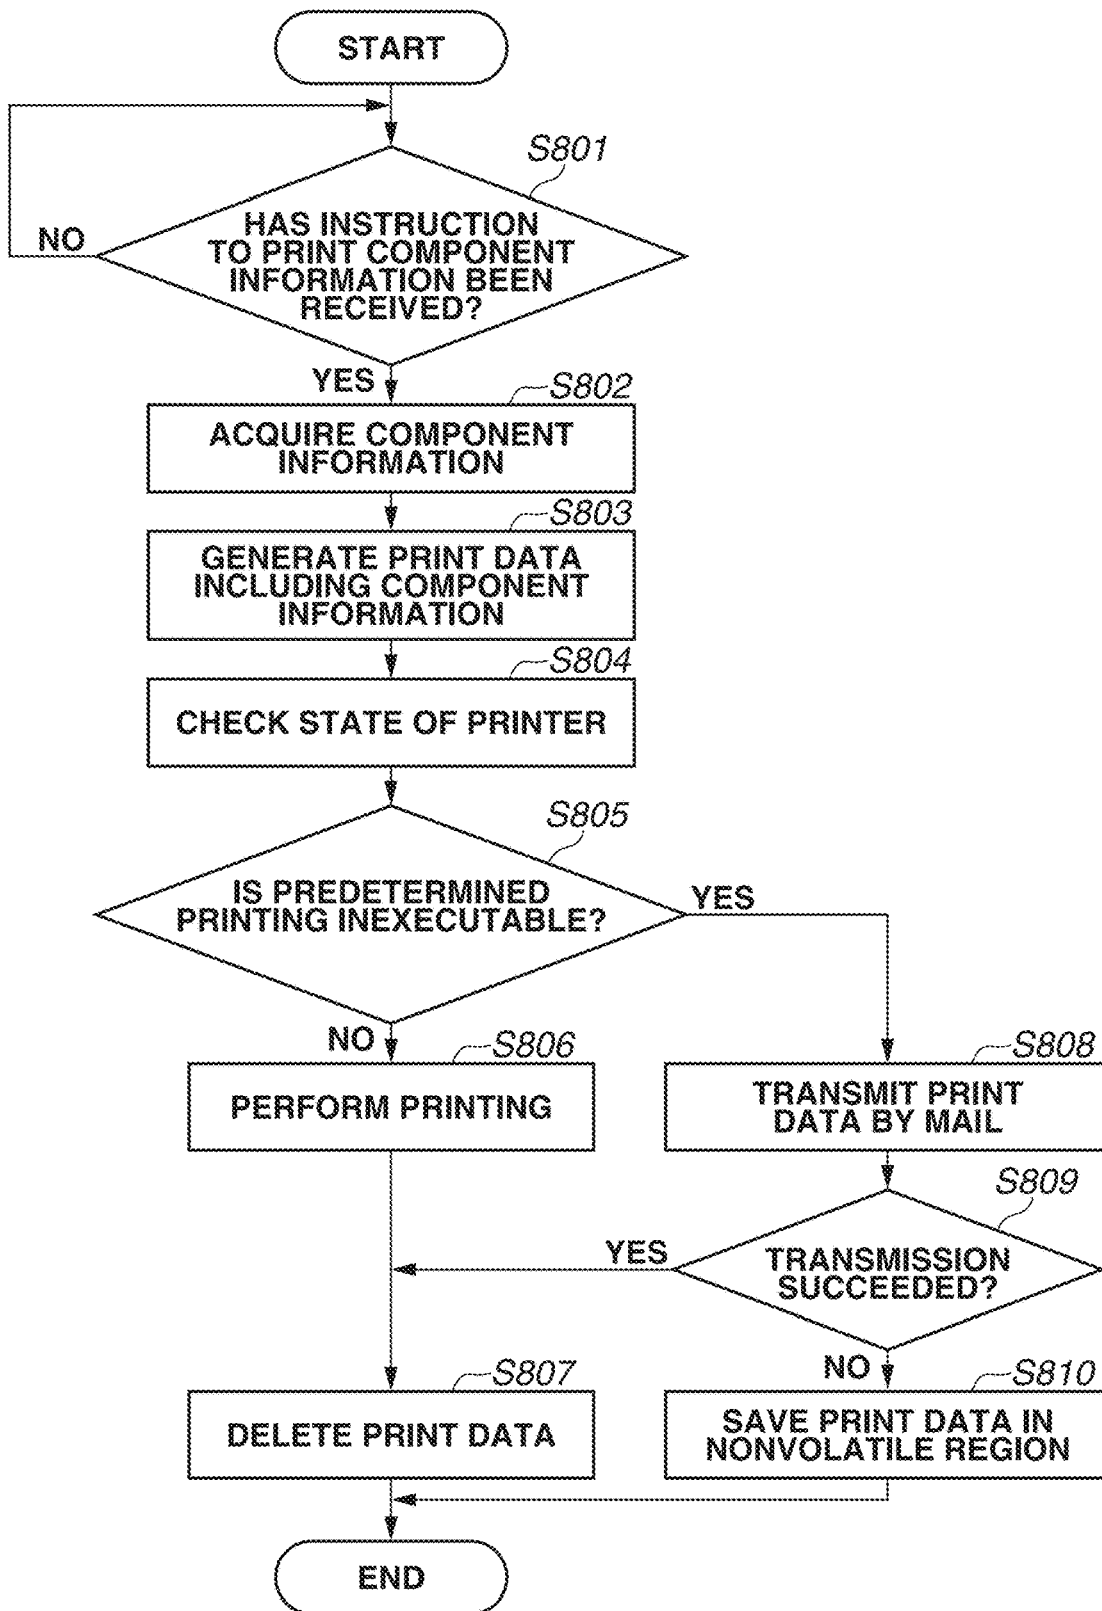 START
S801
HAS INSTRUCTION
TO PRINT COMPONENT
INFORMATION BEEN
RECEIVED?
NO
YES
S802
ACQUIRE COMPONENT
INFORMATION
S803
GENERATE PRINT DATA
INCLUDING COMPONENT
INFORMATION
S804
CHECK STATE OF PRINTER
S805
IS PREDETERMINED
PRINTING INEXECUTABLE?
YES
NO
S806
PERFORM PRINTING
S808
TRANSMIT PRINT
DATA BY MAIL
S809
TRANSMISSION
SUCCEEDED?
YES
NO
S807
DELETE PRINT DATA
S810
SAVE PRINT DATA IN
NONVOLATILE REGION
END